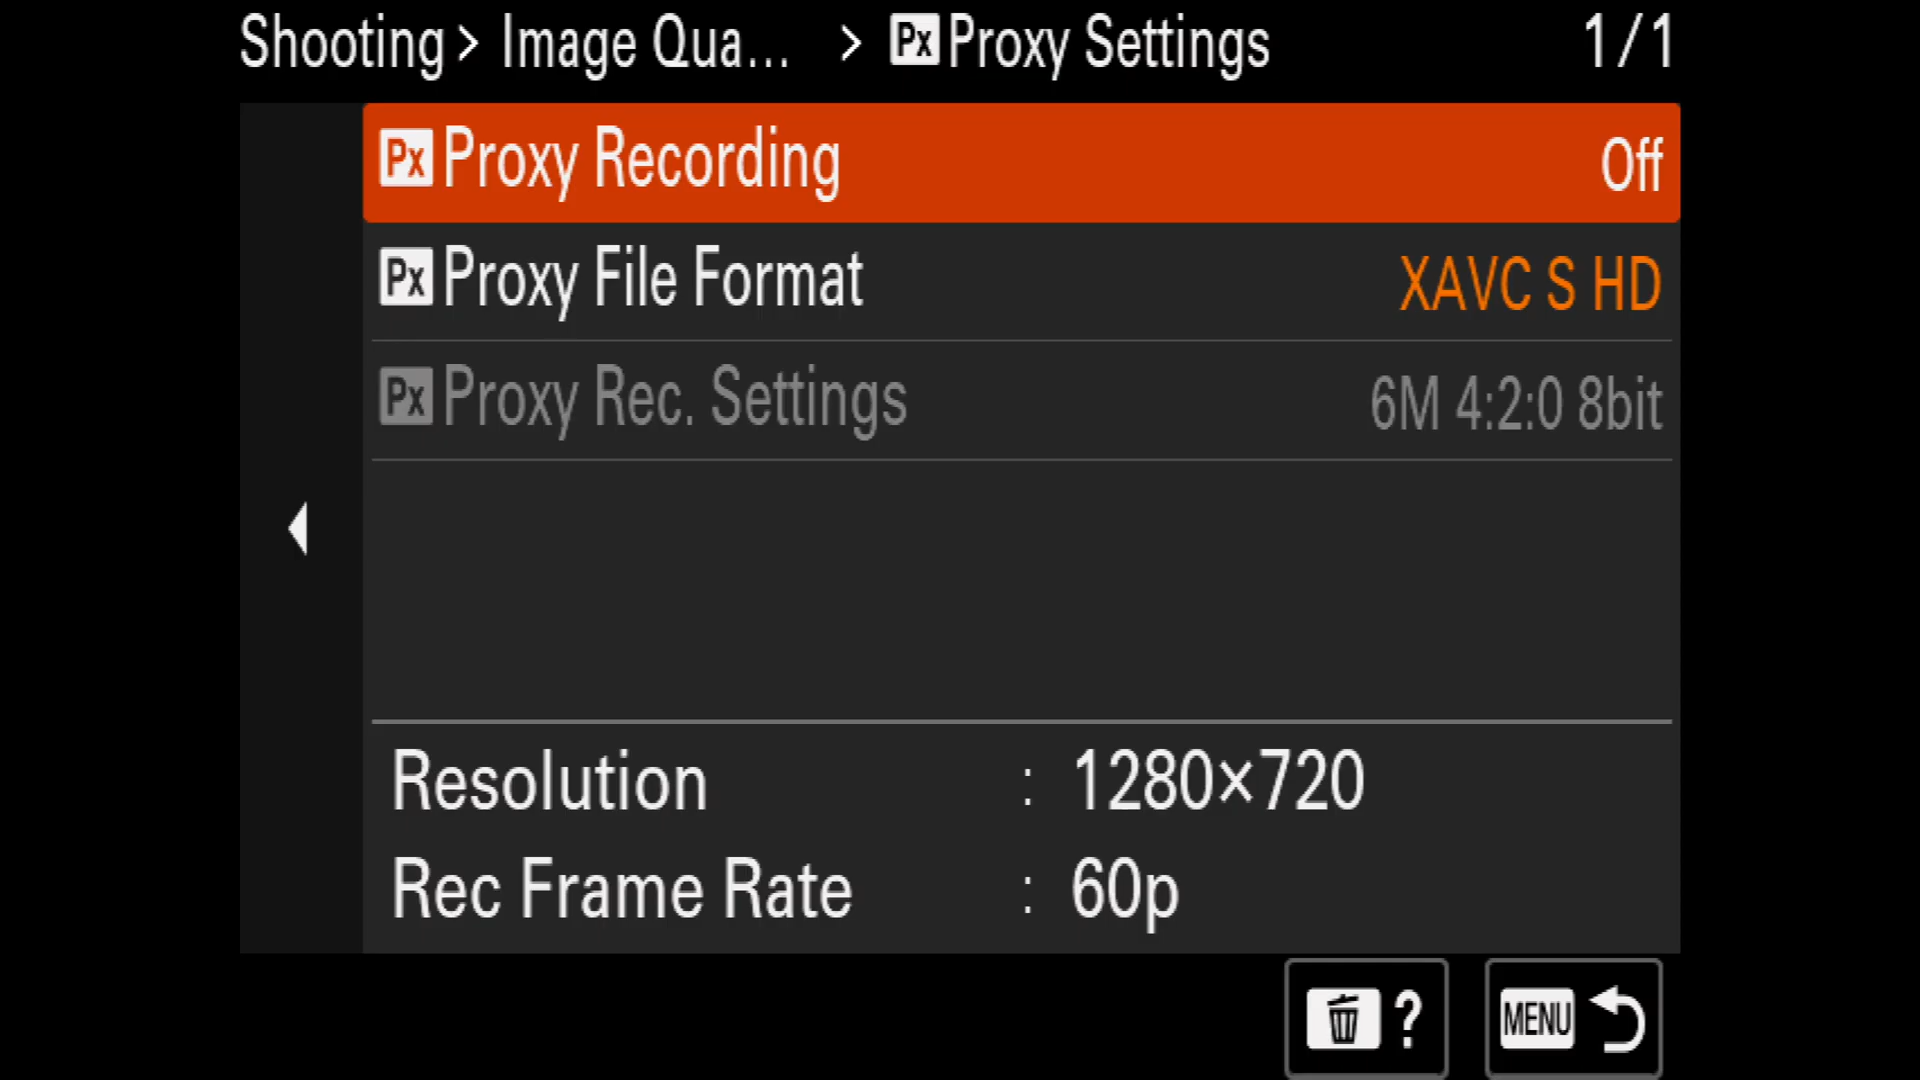 Shooting > Image Qua... > Px Proxy Settings 1/1
Px Proxy Recording Off
Px Proxy File Format XAVC S HD
Px Proxy Rec. Settings 6M 4:2:0 8bit
Resolution : 1280×720
Rec Frame Rate : 60p
? MENU